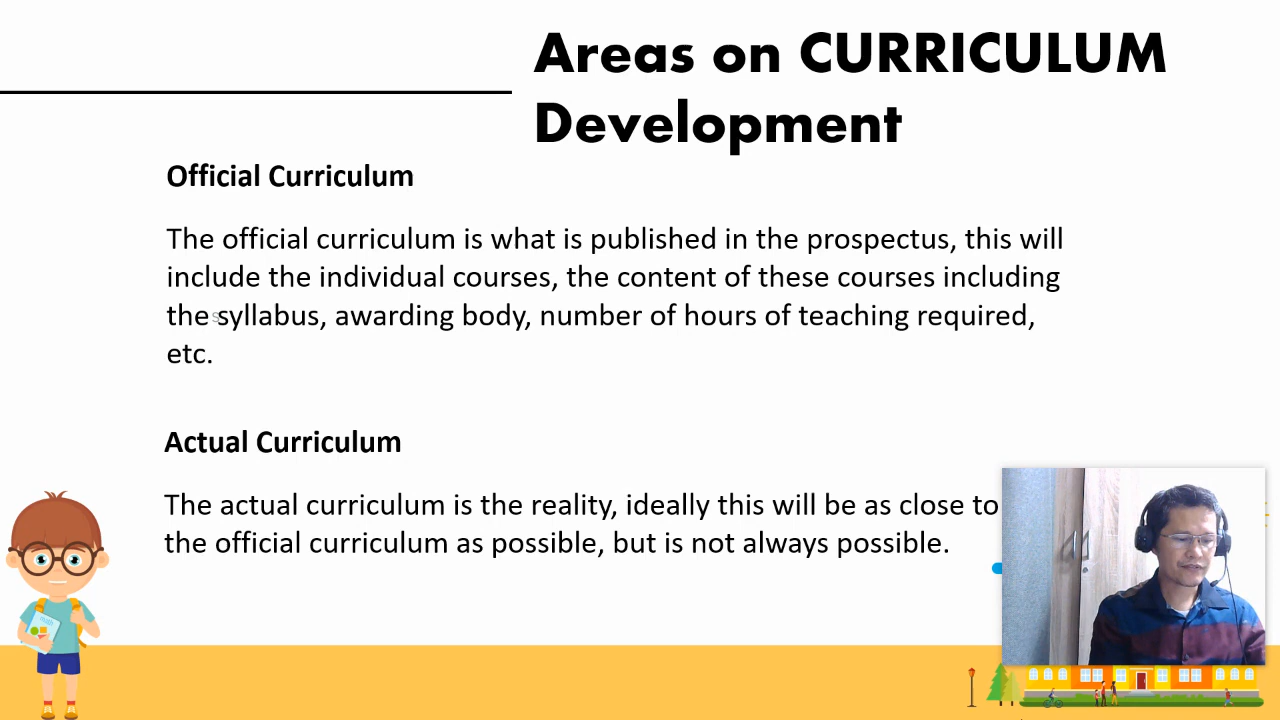 Areas on CURRICULUM
Development
Official Curriculum
The official curriculum is what is published in the prospectus, this will
include the individual courses, the content of these courses including
the syllabus, awarding body, number of hours of teaching required,
etc.
Actual Curriculum
The actual curriculum is the reality, ideally this will be as close to
the official curriculum as possible, but is not always possible.